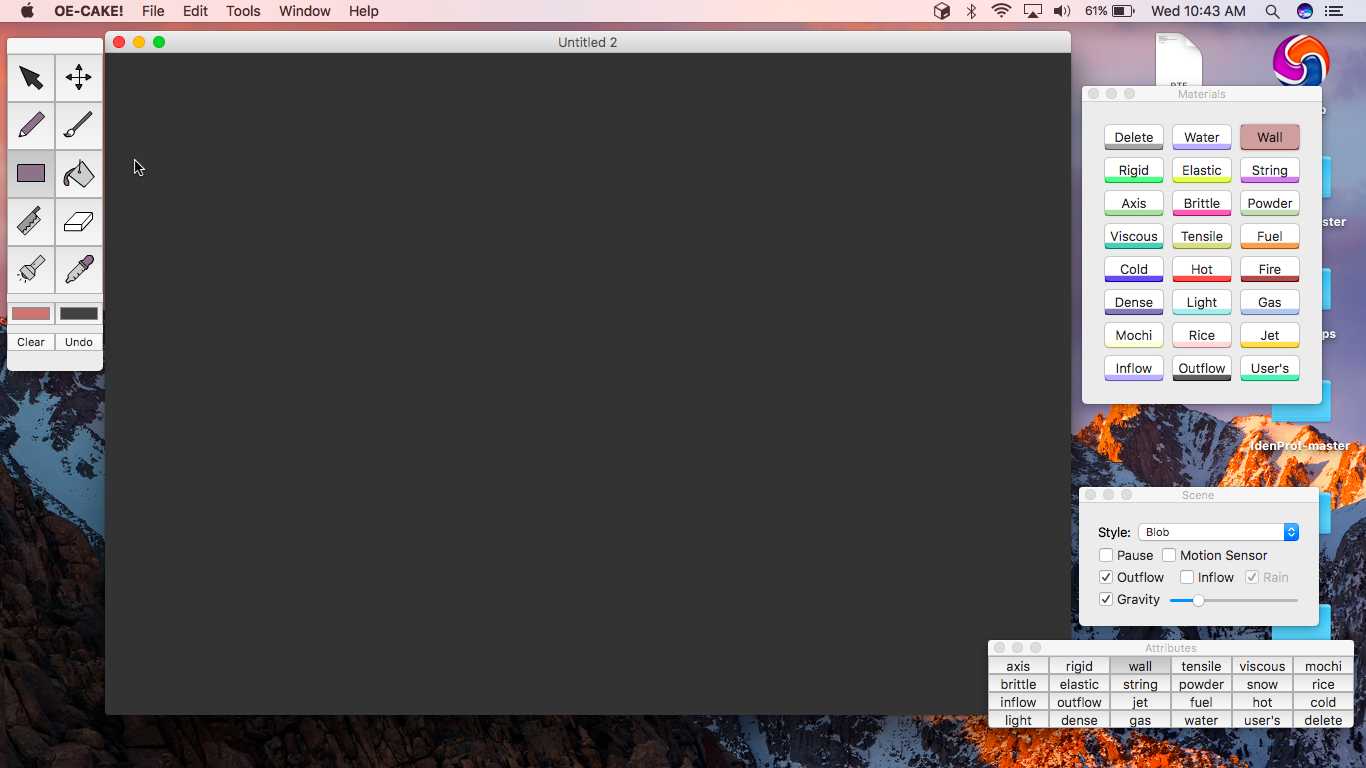 OE-CAKE! File Edit Tools Window Help 61% Wed 10:43 AM
Untitled 2
Clear Undo
Materials
Delete Water Wall
Rigid Elastic String
Axis Brittle Powder
Viscous Tensile Fuel
Cold Hot Fire
Dense Light Gas
Mochi Rice Jet
Inflow Outflow User's
IdenProf-master
Scene
Style: Blob
Pause Motion Sensor
Outflow Inflow Rain
Gravity
Attributes
axis rigid wall tensile viscous mochi
brittle elastic string powder snow rice
inflow outflow jet fuel hot cold
light dense gas water user's delete